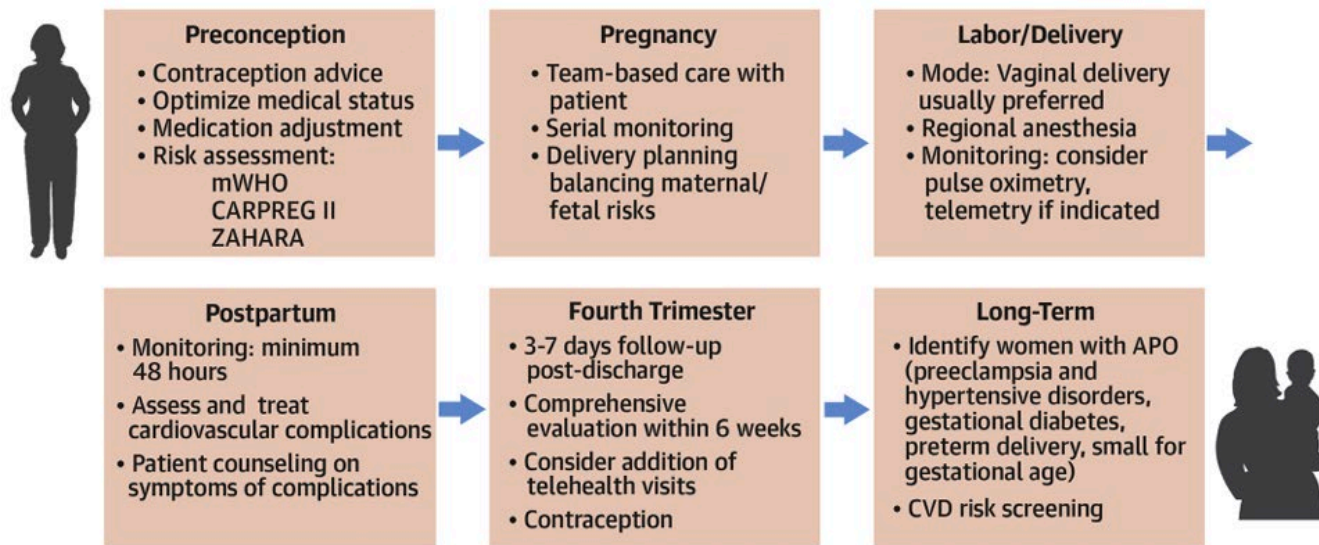 Preconception
• Contraception advice
• Optimize medical status
• Medication adjustment
• Risk assessment:
mWHO
CARPREG II
ZAHARA
Pregnancy
• Team-based care with
patient
• Serial monitoring
• Delivery planning
balancing maternal/
fetal risks
Labor/Delivery
• Mode: Vaginal delivery
usually preferred
• Regional anesthesia
• Monitoring: consider
pulse oximetry,
telemetry if indicated
Postpartum
• Monitoring: minimum
48 hours
• Assess and treat
cardiovascular complications
• Patient counseling on
symptoms of complications
Fourth Trimester
• 3-7 days follow-up
post-discharge
• Comprehensive
evaluation within 6 weeks
• Consider addition of
telehealth visits
• Contraception
Long-Term
• Identify women with APO
(preeclampsia and
hypertensive disorders,
gestational diabetes,
preterm delivery, small for
gestational age)
• CVD risk screening